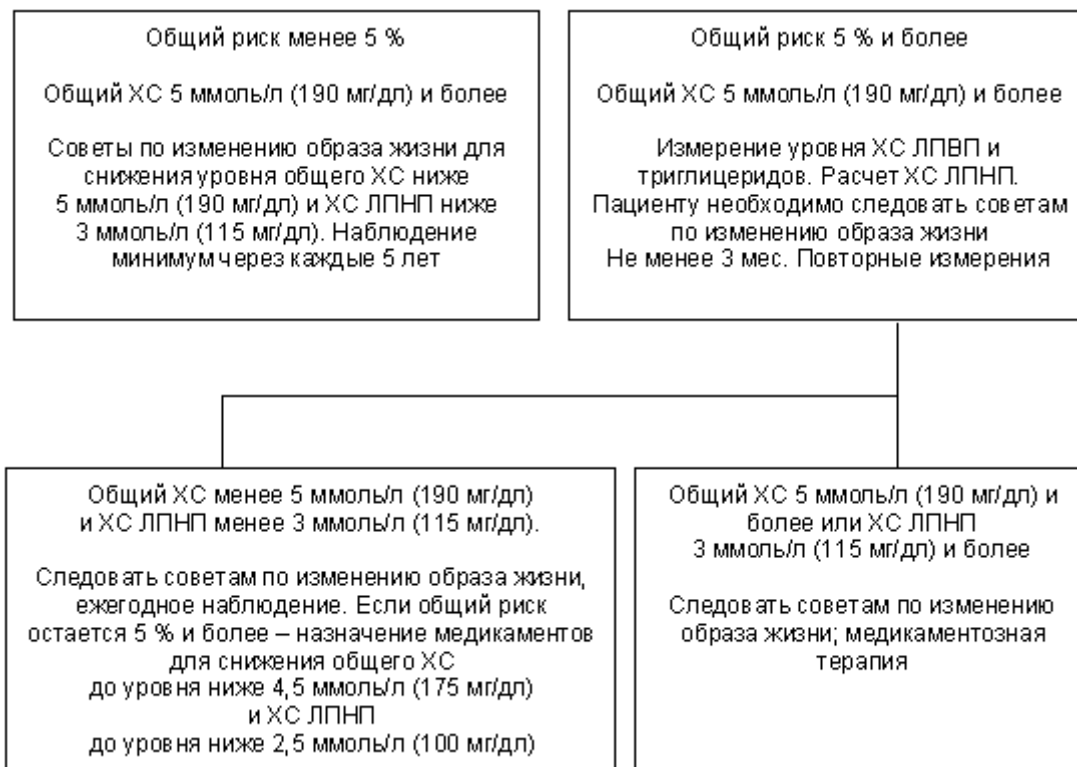 Общий риск менее 5 %
Общий ХС 5 ммоль/л (190 мг/дл) и более
Советы по изменению образа жизни для
снижения уровня общего ХС ниже
5 ммоль/л (190 мг/дл) и ХС ЛПНП ниже
3 ммоль/л (115 мг/дл). Наблюдение
минимум через каждые 5 лет
Общий риск 5 % и более
Общий ХС 5 ммоль/л (190 мг/дл) и более
Измерение уровня ХС ЛПВП и
триглицеридов. Расчет ХС ЛПНП.
Пациенту необходимо следовать советам
по изменению образа жизни
Не менее 3 мес. Повторные измерения
Общий ХС менее 5 ммоль/л (190 мг/дл)
и ХС ЛПНП менее 3 ммоль/л (115 мг/дл).
Следовать советам по изменению образа жизни,
ежегодное наблюдение. Если общий риск
остается 5 % и более – назначение медикаментов
для снижения общего ХС
до уровня ниже 4,5 ммоль/л (175 мг/дл)
и ХС ЛПНП
до уровня ниже 2,5 ммоль/л (100 мг/дл)
Общий ХС 5 ммоль/л (190 мг/дл) и
более или ХС ЛПНП
3 ммоль/л (115 мг/дл) и более
Следовать советам по изменению
образа жизни; медикаментозная
терапия